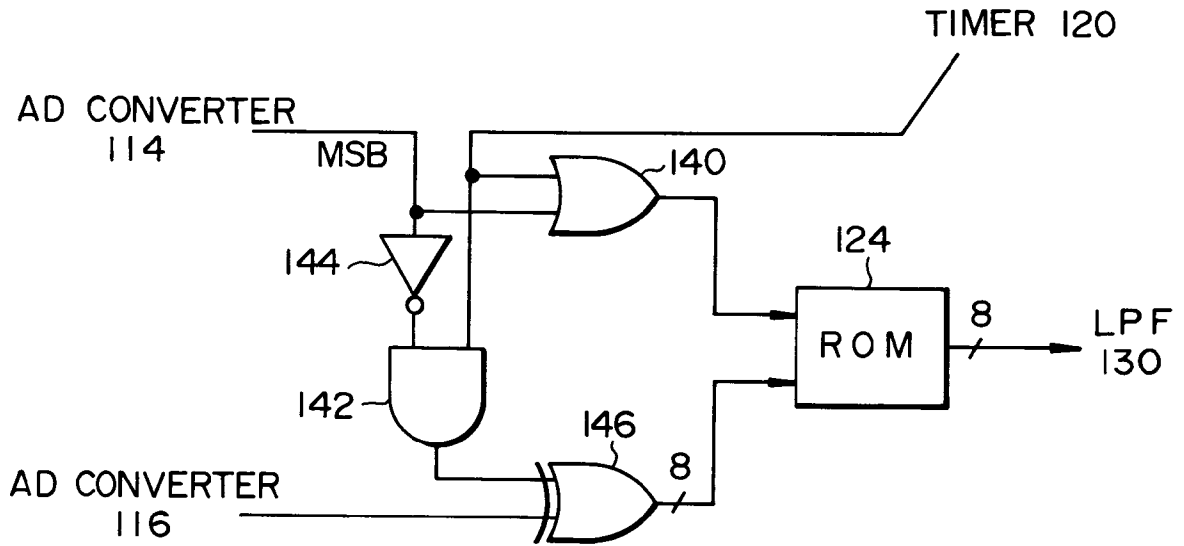 TIMER 120
AD CONVERTER
114
MSB
140
144
124
ROM
8
LPF
130
142
146
8
AD CONVERTER
116